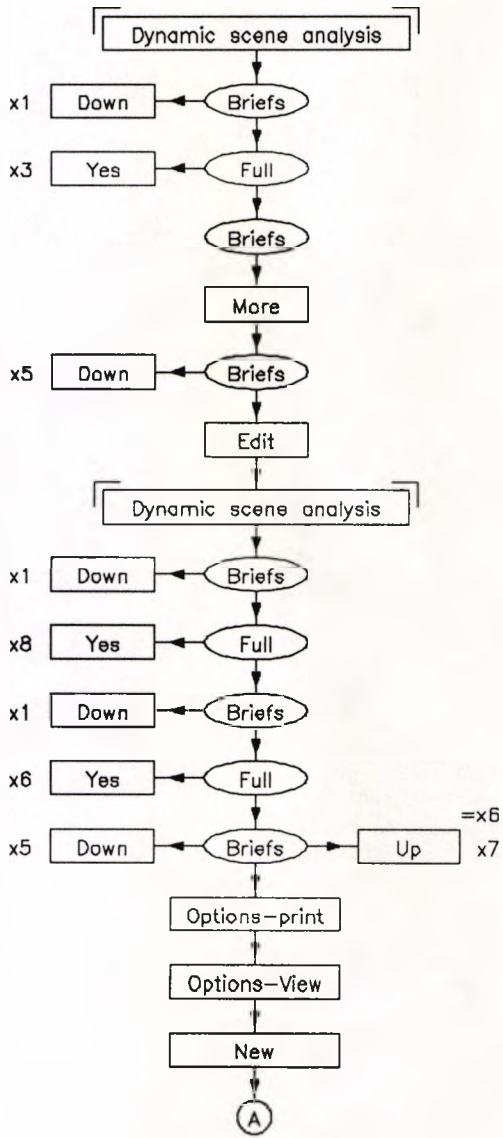 Dynamic scene analysis
x1 Down Briefs
x3 Yes Full
Briefs
More
x5 Down Briefs
Edit
Dynamic scene analysis
x1 Down Briefs
x8 Yes Full
x1 Down Briefs
x6 Yes Full
=x6
x5 Down Briefs Up x7
Options-print
Options-View
New
A